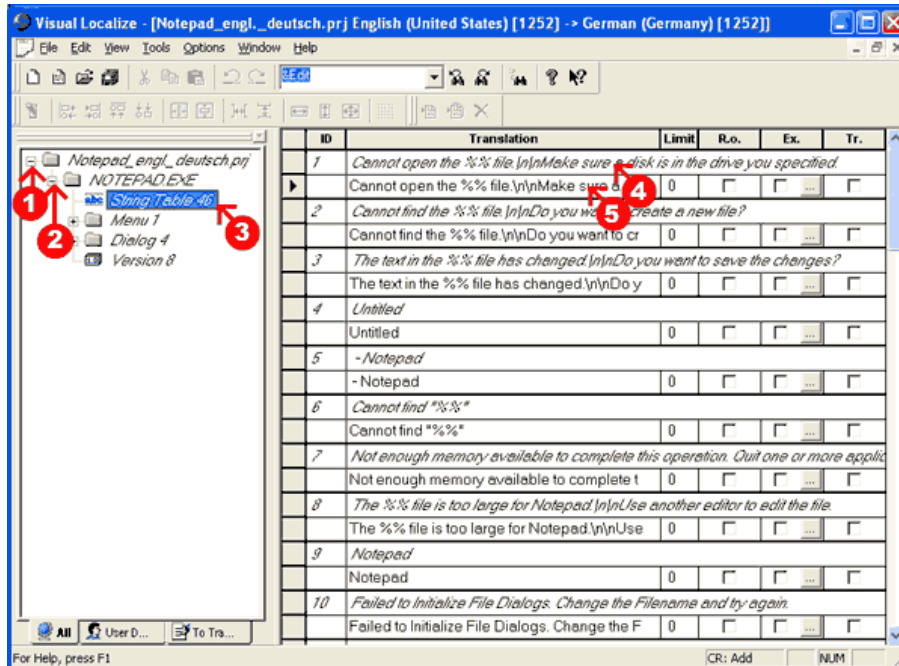 Visual Localize - [Notepad_engl._deutsch.prj English (United States) [1252] -> German (Germany) [1252]]
File Edit View Tools Options Window Help
&Edit
ID Translation Limit R.o. Ex. Tr.
Notepad_engl_deutsch.prj
NOTEPAD.EXE
String Table 46
Menu 1
Dialog 4
Version 8
1
2
3
4
5
1 Cannot open the %% file.\n\nMake sure a disk is in the drive you specified.
Cannot open the %% file.\n\nMake sure 0 ...
2 Cannot find the %% file.\n\nDo you create a new file?
Cannot find the %% file.\n\nDo you want to cr 0 ...
3 The text in the %% file has changed.\n\nDo you want to save the changes?
The text in the %% file has changed.\n\nDo y 0 ...
4 Untitled
Untitled 0 ...
5 - Notepad
- Notepad 0 ...
6 Cannot find "%%"
Cannot find "%%" 0 ...
7 Not enough memory available to complete this operation. Quit one or more applic
Not enough memory available to complete t 0 ...
8 The %% file is too large for Notepad.\n\nUse another editor to edit the file.
The %% file is too large for Notepad.\n\nUse 0 ...
9 Notepad
Notepad 0 ...
10 Failed to Initialize File Dialogs. Change the Filename and try again.
Failed to Initialize File Dialogs. Change the F 0 ...
All User D... To Tra...
For Help, press F1 CR: Add NUM